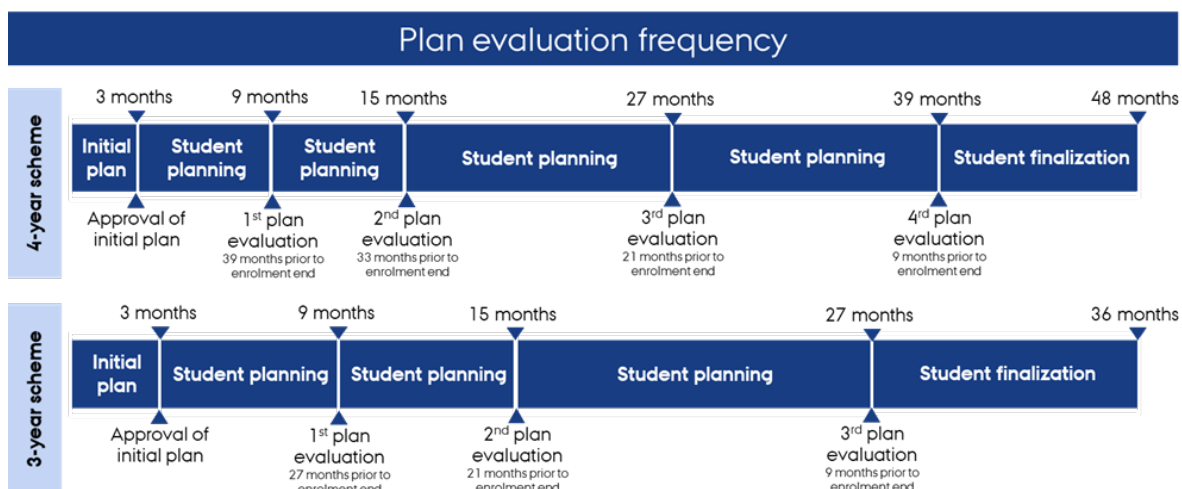 Plan evaluation frequency
4-year scheme
3 months
9 months
15 months
27 months
39 months
48 months
Initial
plan
Student
planning
Student
planning
Student planning
Student planning
Student finalization
Approval of
initial plan
1st plan
evaluation
39 months prior to
enrolment end
2nd plan
evaluation
33 months prior to
enrolment end
3rd plan
evaluation
21 months prior to
enrolment end
4rd plan
evaluation
9 months prior to
enrolment end
3-year scheme
3 months
9 months
15 months
27 months
36 months
Initial
plan
Student planning
Student planning
Student planning
Student finalization
Approval of
initial plan
1st plan
evaluation
27 months prior to
enrolment end
2nd plan
evaluation
21 months prior to
enrolment end
3rd plan
evaluation
9 months prior to
enrolment end